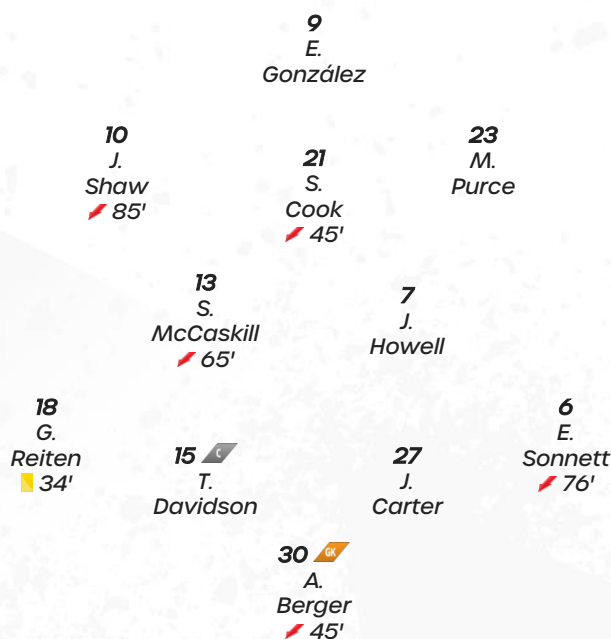 9
E.
González
10
J.
Shaw
85'
21
S.
Cook
45'
23
M.
Purce
13
S.
McCaskill
65'
7
J.
Howell
18
G.
Reiten
34'
15 C
T.
Davidson
27
J.
Carter
6
E.
Sonnett
76'
30 GK
A.
Berger
45'